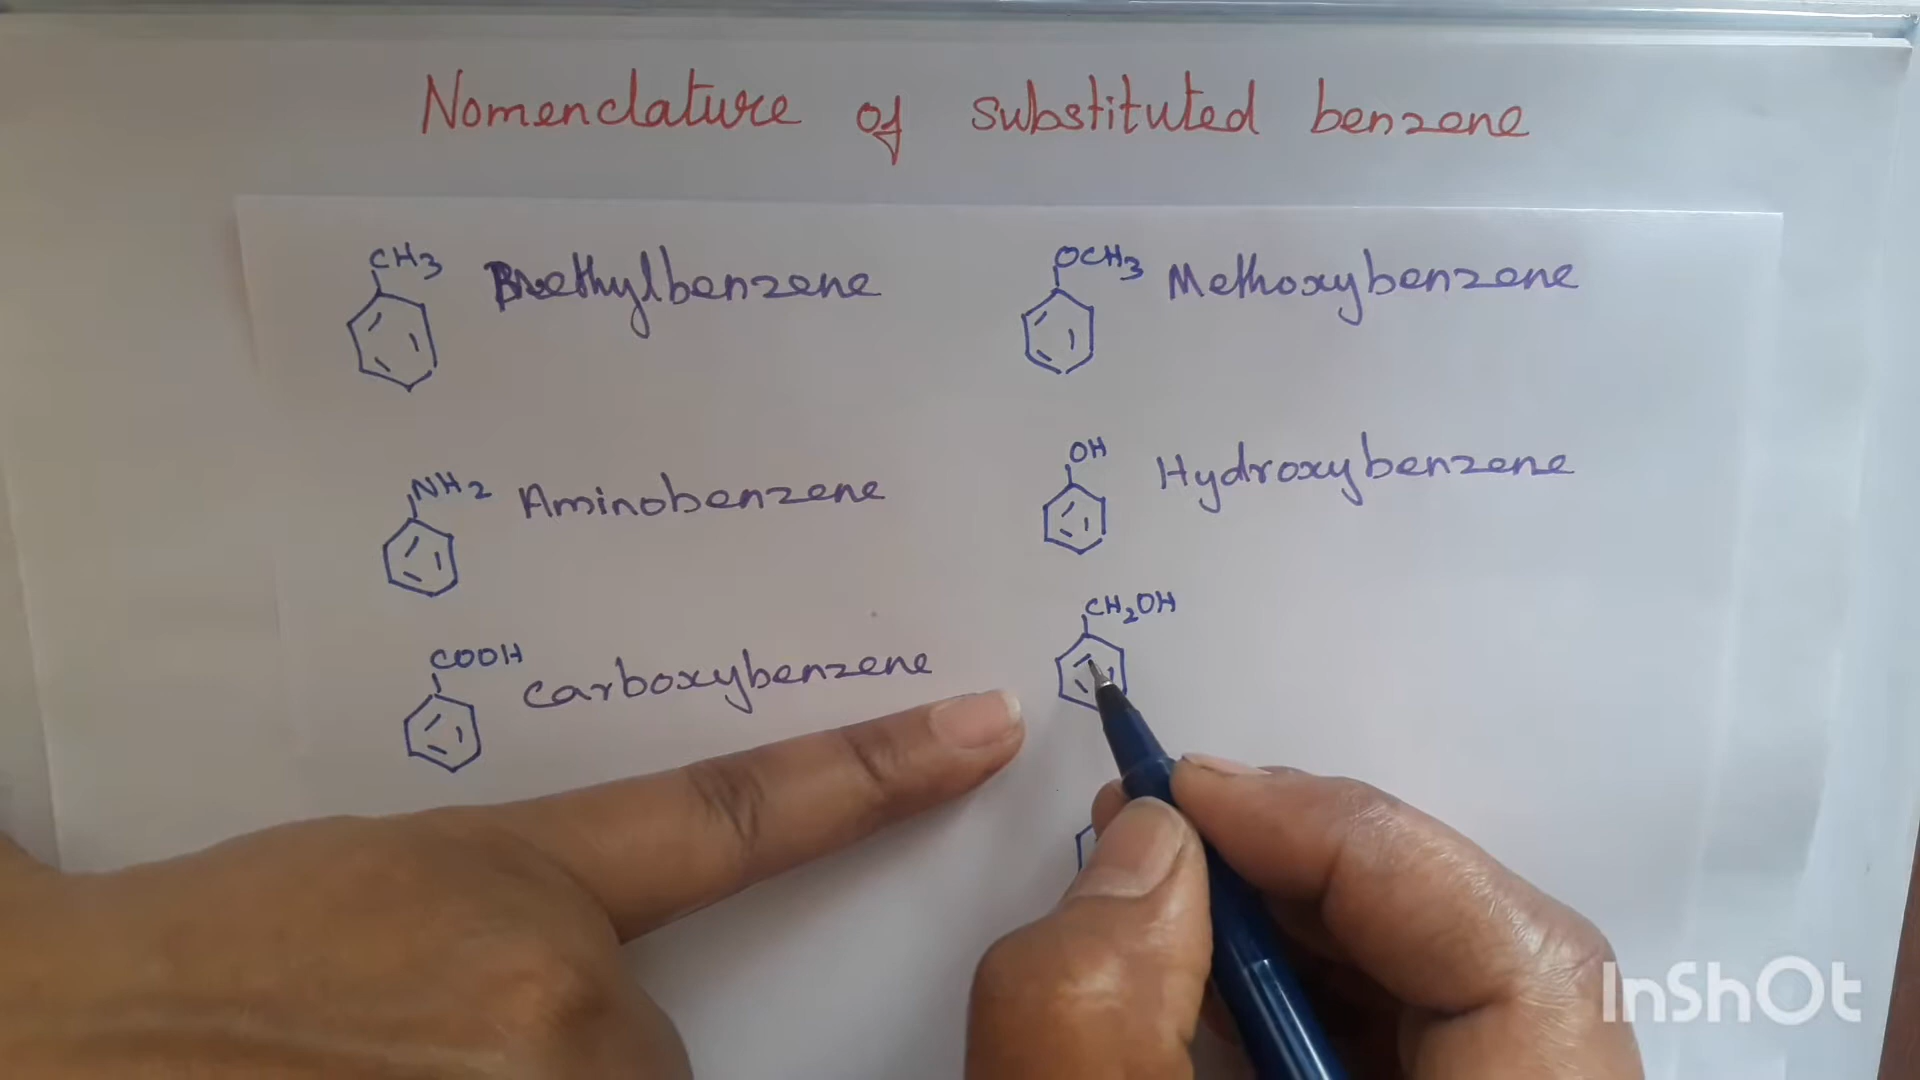 Nomenclature of substituted benzene
CH3 Methylbenzene
OCH3 Methoxybenzene
NH2 Aminobenzene
OH Hydroxybenzene
COOH carboxybenzene
CH2OH
InShOt